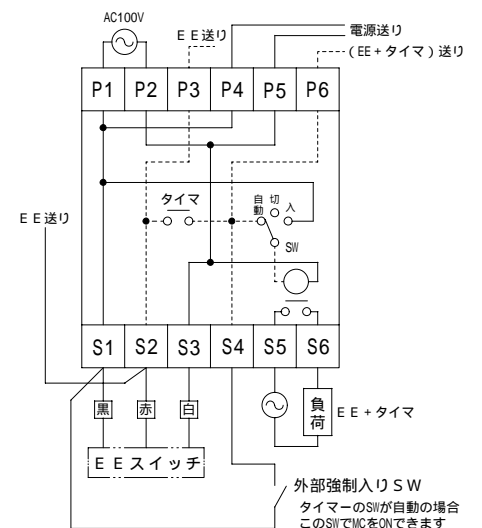 AC100V
EE送り
電源送り
(EE+タイマ)送り
P1 P2 P3 P4 P5 P6
タイマ
自動 切 入
SW
EE送り
S1 S2 S3 S4 S5 S6
黒 赤 白
負荷
EE+タイマ
EEスイッチ
外部強制入りSW
タイマーのSWが自動の場合
このSWでMCをONできます